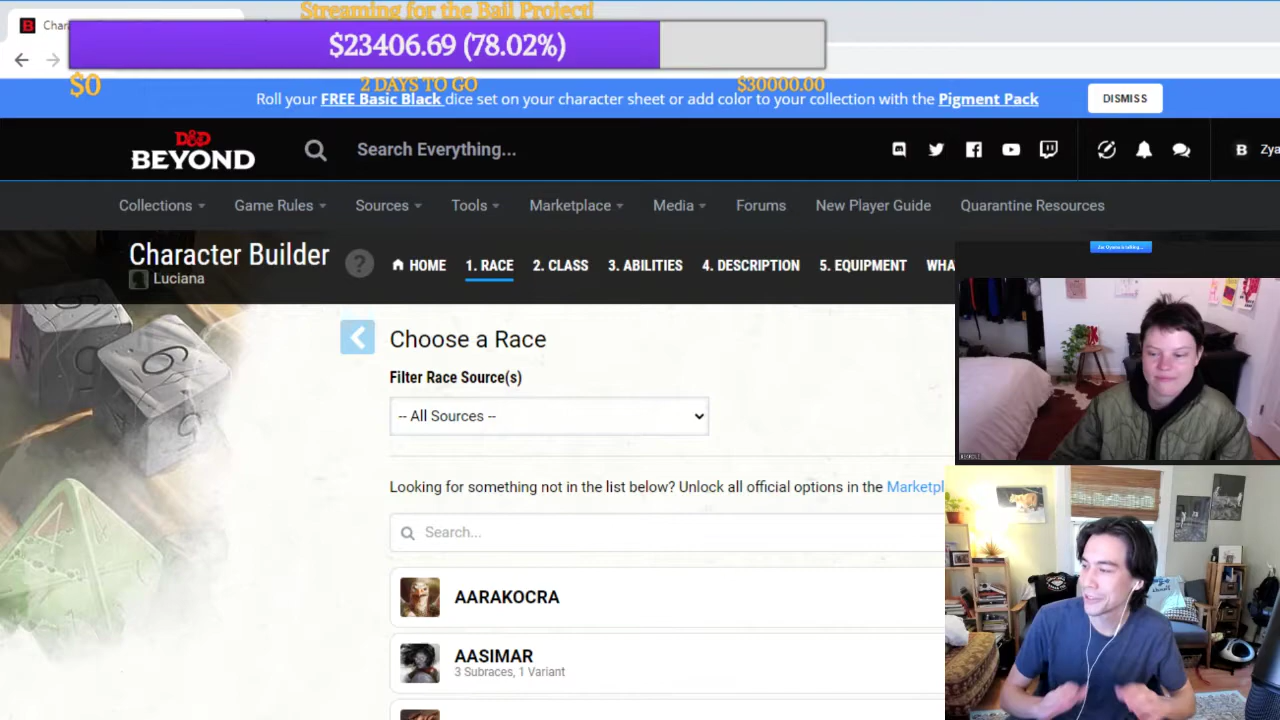 Streaming for the Bail Project!
Char
$23406.69 (78.02%)
$0
2 DAYS TO GO
$30000.00
Roll your FREE Basic Black dice set on your character sheet or add color to your collection with the Pigment Pack
DISMISS
D&D
BEYOND
Search Everything...
B
Zya
Collections
Game Rules
Sources
Tools
Marketplace
Media
Forums
New Player Guide
Quarantine Resources
Character Builder
Luciana
?
HOME
1. RACE
2. CLASS
3. ABILITIES
4. DESCRIPTION
5. EQUIPMENT
WHA
Choose a Race
Filter Race Source(s)
-- All Sources --
Looking for something not in the list below? Unlock all official options in the Marketpl
Search...
AARAKOCRA
AASIMAR
3 Subraces, 1 Variant